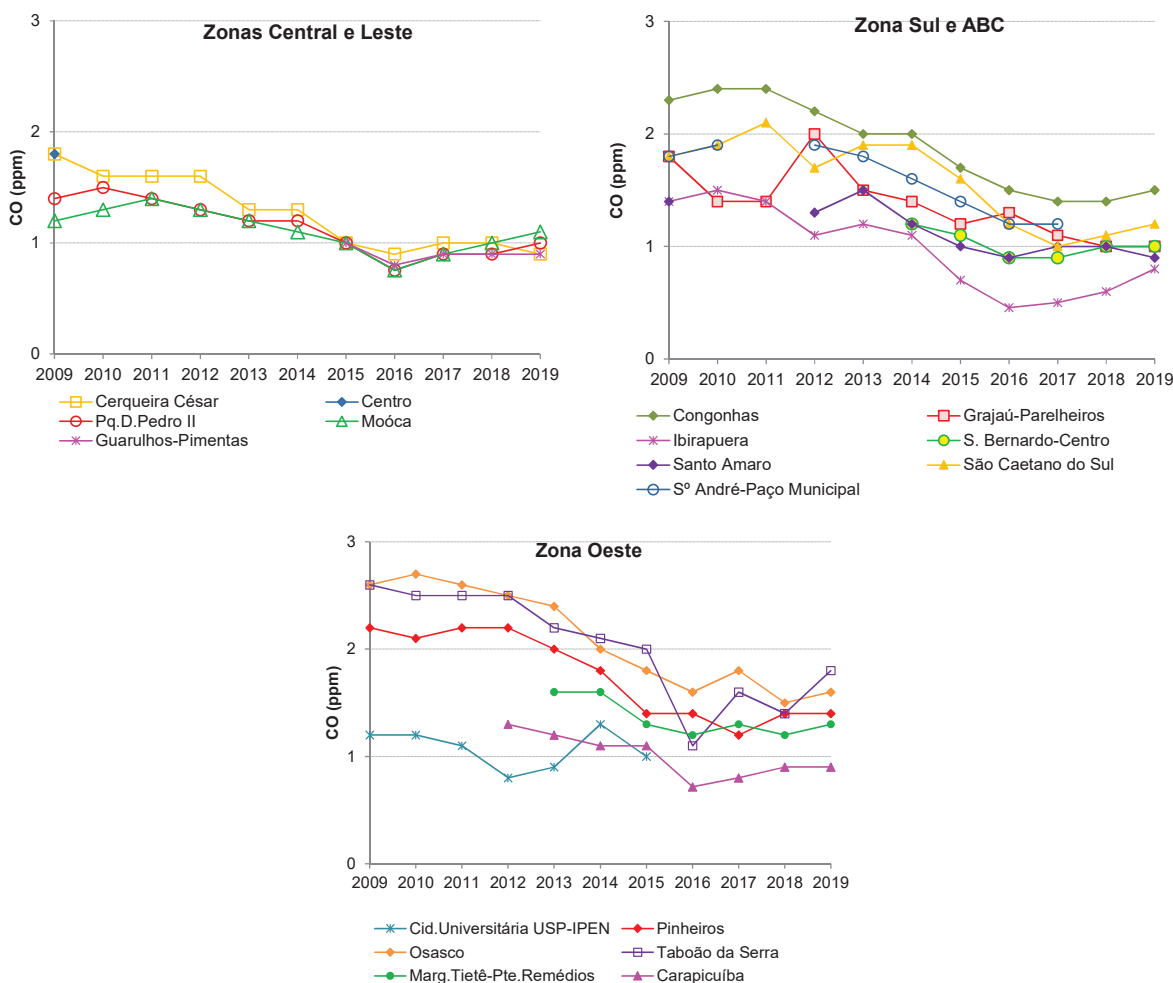 Zonas Central e Leste
CO (ppm)
3
2
1
0
2009 2010 2011 2012 2013 2014 2015 2016 2017 2018 2019
Cerqueira César Centro
Pq.D.Pedro II Moóca
Guarulhos-Pimentas
Zona Sul e ABC
CO (ppm)
3
2
1
0
2009 2010 2011 2012 2013 2014 2015 2016 2017 2018 2019
Congonhas Grajaú-Parelheiros
Ibirapuera S. Bernardo-Centro
Santo Amaro São Caetano do Sul
Sº André-Paço Municipal
Zona Oeste
CO (ppm)
3
2
1
0
2009 2010 2011 2012 2013 2014 2015 2016 2017 2018 2019
Cid.Universitária USP-IPEN Pinheiros
Osasco Taboão da Serra
Marg.Tietê-Pte.Remédios Carapicuíba